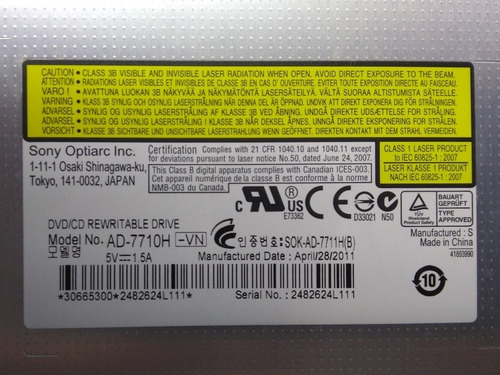 CAUTION • CLASS 3B VISIBLE AND INVISIBLE LASER RADIATION WHEN OPEN. AVOID DIRECT EXPOSURE TO THE BEAM.
ATTENTION • RADIATIONS VISIBLES ET INVISIBLES DE CLASSE 3B EN CAS D'OUVERTURE. EVITER TOUT EXPOSITION DIRECTE AU FAISCEAU.
VARO ! • AVATTUNA LUOKAN 3B NÄKYVÄÄ JA NÄKYMÄTÖNTÄ LASERSÄTEILYÄ. VÄLTÄ SUORAA ALTISTUMISTA SÄTEELLE.
VARNING • KLASS 3B SYNLIG OCH OSYNLIG LASERSTRÅLNING NÄR DENNA DEL ÄR ÖPPNAD. UNDVIK ATT DIREKT EXPONERA DIG FÖR STRÅLNING.
ADVARSEL • KLASSE 3B SYNLIG OG USYNLIG LASERSTRÅLING VED ÅBNING. UNDGÅ DIREKTE UDSÆTTELSE FOR STRÅLING.
ADVARSEL • SYNLIG OG USYNLIG LASERSTRÅLING AV KLASSE 3B NÅR DEKSEL ÅPNES. UNNGÅ DIREKTE EKSPONERING FOR STRÅLEN.
VORSICHT • KLASSE 3B SICHTBARE UND UNSICHTBARE LASERSTRAHLUNG, WENN GEÖFFNET. DIREKTEN KONTAKT MIT DEM STRAHL VERMEIDEN.
Sony Optiarc Inc.
1-11-1 Osaki Shinagawa-ku,
Tokyo, 141-0032, JAPAN
Certification Complies with 21 CFR 1040.10 and 1040.11 except
for deviations pursuant to laser notice No.50, dated June 24, 2007.
This Class B digital apparatus complies with Canadian ICES-003
Cet appareil numérique de la classe B est conforme à la norme
NMB-003 du Canada.
CLASS 1 LASER PRODUCT
to IEC 60825-1 : 2007
LASER KLASSE 1 PRODUKT
NACH IEC 60825-1 : 2007
c RU US ®
E73362
D33021
N50
TÜV
Rheinland
BAUART
GEPRÜFT
TYPE
APPROVED
DVD/CD REWRITABLE DRIVE
Model No. AD-7710H -VN
모델명
인증번호:SOK-AD-7711H(B)
5V⎓1.5A
Manufactured Date : April/28/2011
Manufactured : S
Made in China
41893990
*30665300*2482624L111*
Serial No. : 2482624L111
10